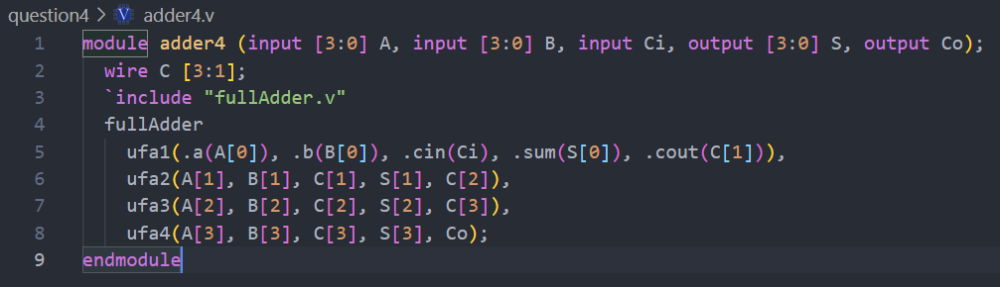 question4 > adder4.v
1 module adder4 (input [3:0] A, input [3:0] B, input Ci, output [3:0] S, output Co);
2   wire C [3:1];
3   `include "fullAdder.v"
4   fullAdder
5     ufa1(.a(A[0]), .b(B[0]), .cin(Ci), .sum(S[0]), .cout(C[1])),
6     ufa2(A[1], B[1], C[1], S[1], C[2]),
7     ufa3(A[2], B[2], C[2], S[2], C[3]),
8     ufa4(A[3], B[3], C[3], S[3], Co);
9 endmodule